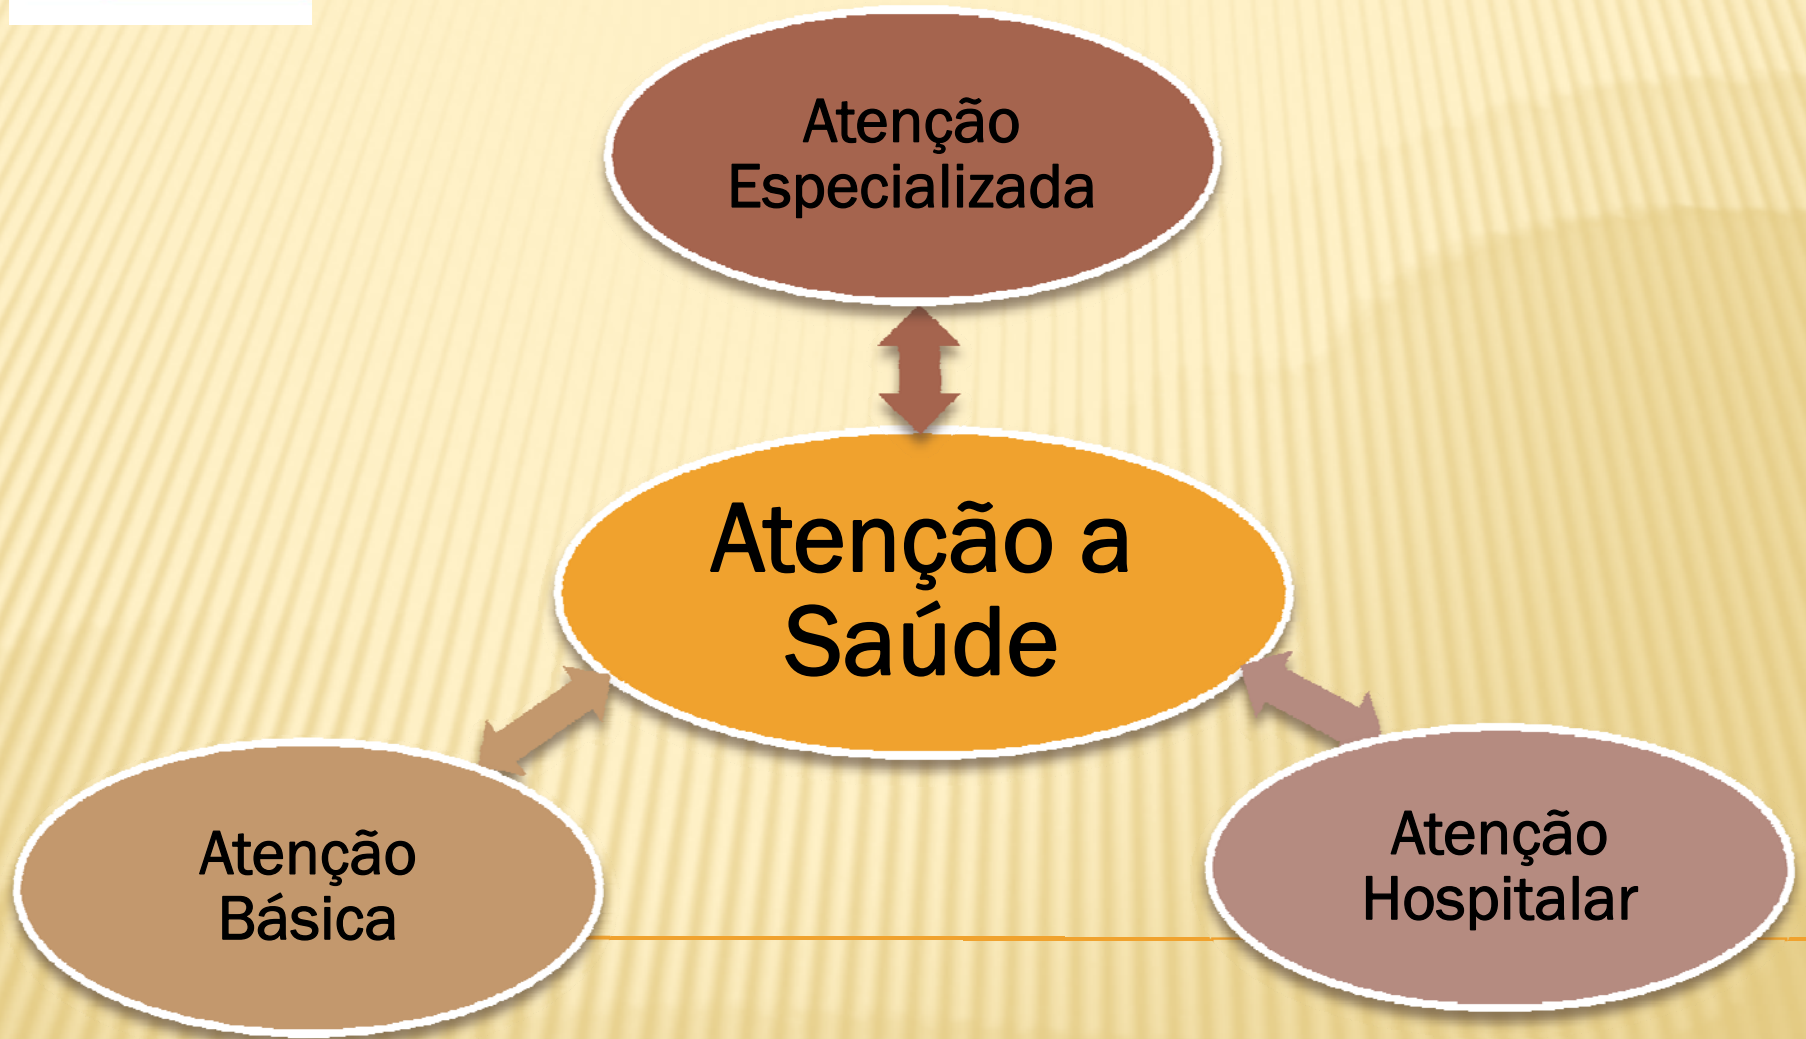 Atenção
Especializada
Atenção a
Saúde
Atenção
Básica
Atenção
Hospitalar